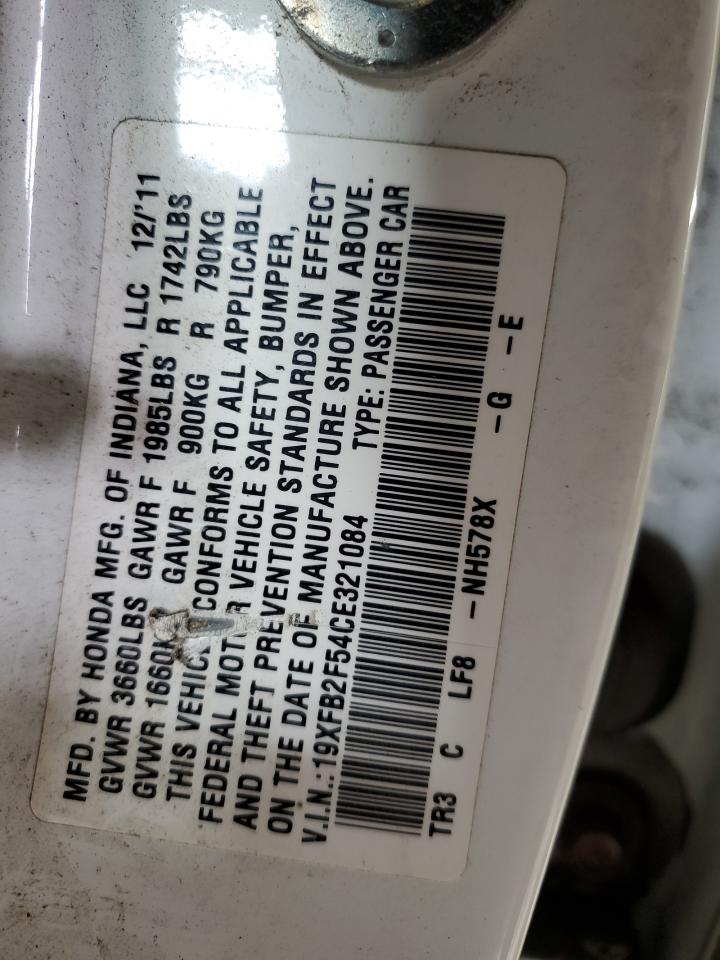 MFD. BY HONDA MFG. OF INDIANA, LLC 12/'11
GVWR 3660LBS GAWR F 1985LBS R 1742LBS
GVWR 1660K GAWR F 900KG R 790KG
THIS VEHIC CONFORMS TO ALL APPLICABLE
FEDERAL MOT R VEHICLE SAFETY, BUMPER,
AND THEFT PREVENTION STANDARDS IN EFFECT
ON THE DATE OF MANUFACTURE SHOWN ABOVE.
V.I.N.:19XFB2F54CE321084 TYPE: PASSENGER CAR
TR3 C LF8 -NH578X -G -E